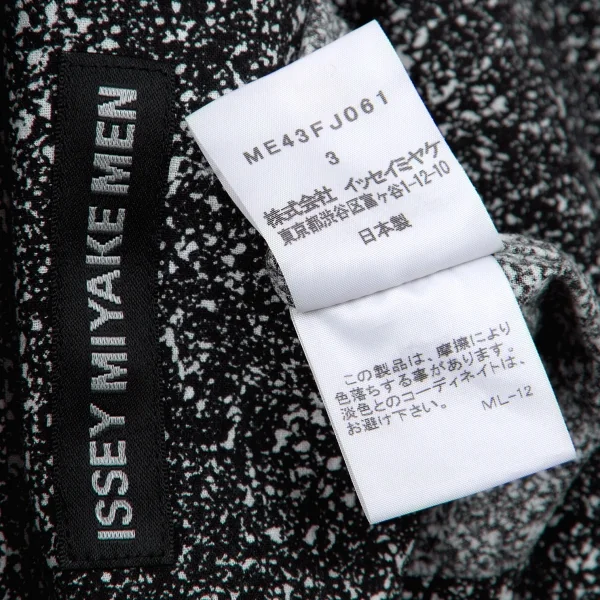 ISSEY MIYAKE MEN
ME43FJ061
3
株式会社 イッセイミヤケ
東京都渋谷区富ヶ谷1-12-10
日本製
この製品は、摩擦により
色落ちする事があります。
淡色とのコーディネイトは、
お避け下さい。
ML-12